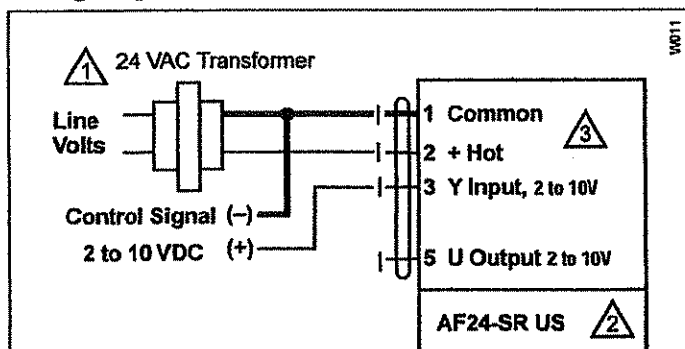 W011
1 24 VAC Transformer
Line
Volts
1 Common
3
2 + Hot
3 Y Input, 2 to 10V
Control Signal (–)
2 to 10 VDC (+)
5 U Output 2 to 10V
AF24-SR US 2